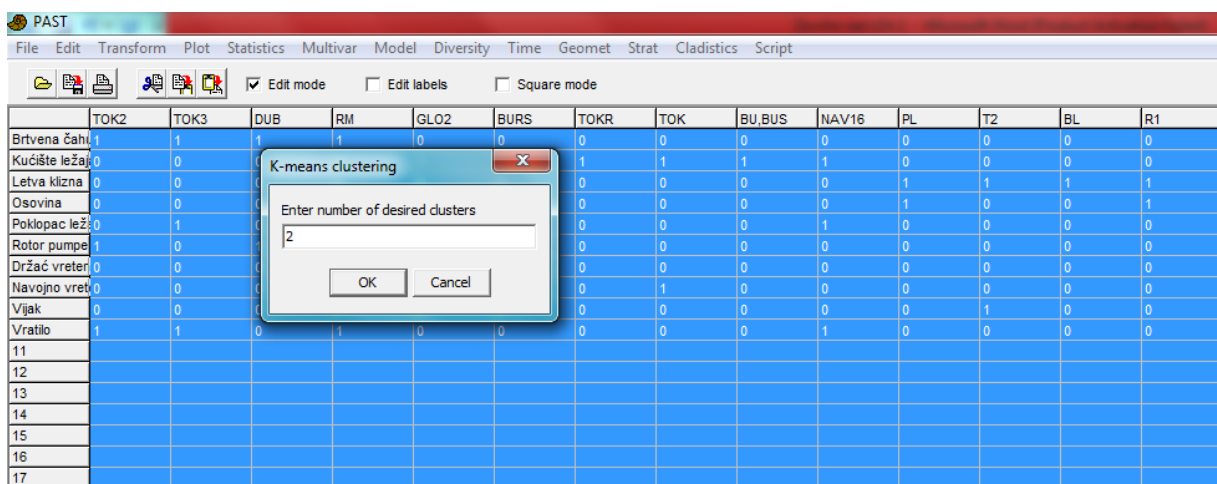 PAST
File Edit Transform Plot Statistics Multivar Model Diversity Time Geomet Strat Cladistics Script
Edit mode Edit labels Square mode
TOK2 TOK3 DUB RM GLO2 BURS TOKR TOK BU,BUS NAV16 PL T2 BL R1
Brtvena čahu 1 1 1 1 0 0 0 0 0 0 0 0 0 0
Kućište ležaj 0 0 1 1 1 1 0 0 0 0
Letva klizna 0 0 0 0 0 0 1 1 1 1
Osovina 0 0 0 0 0 0 1 0 0 1
Poklopac lež 0 1 0 0 0 1 0 0 0 0
Rotor pumpe 1 0 0 0 0 0 0 0 0 0
Držać vreten 0 0 0 0 0 0 0 0 0 0
Navojno vret 0 0 0 1 0 0 0 0 0 0
Vijak 0 0 0 0 0 0 0 1 0 0
Vratilo 1 1 0 1 0 0 0 0 0 1 0 0 0 0
11
12
13
14
15
16
17
K-means clustering
Enter number of desired clusters
2
OK Cancel